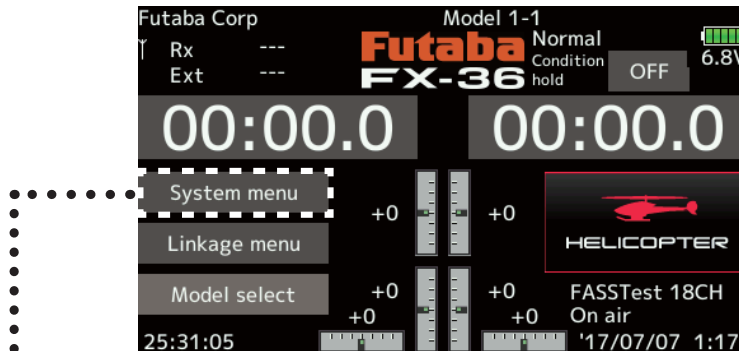 Futaba Corp Model 1-1
Rx ---
Ext ---
Futaba
FX-36
Normal
Condition
hold
OFF
6.8V
00:00.0 00:00.0
System menu
Linkage menu
Model select
+0 +0
+0 +0
+0 +0
HELICOPTER
FASSTest 18CH
On air
25:31:05 '17/07/07 1:17